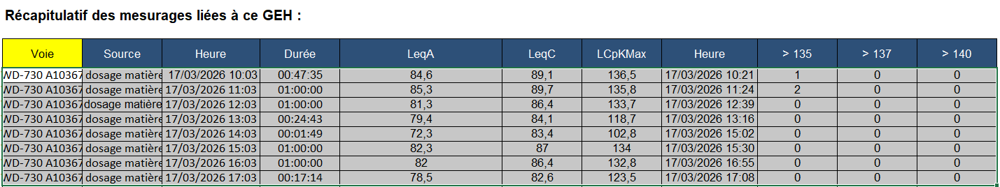 Récapitulatif des mesurages liées à ce GEH :
Voie Source Heure Durée LeqA LeqC LCpKMax Heure > 135 > 137 > 140
WD-730 A10367 dosage matière 17/03/2026 10:03 00:47:35 84,6 89,1 136,5 17/03/2026 10:21 1 0 0
WD-730 A10367 dosage matière 17/03/2026 11:03 01:00:00 85,3 89,7 135,8 17/03/2026 11:24 2 0 0
WD-730 A10367 dosage matière 17/03/2026 12:03 01:00:00 81,3 86,4 133,7 17/03/2026 12:39 0 0 0
WD-730 A10367 dosage matière 17/03/2026 13:03 00:24:43 79,4 84,1 118,7 17/03/2026 13:16 0 0 0
WD-730 A10367 dosage matière 17/03/2026 14:03 00:01:49 72,3 83,4 102,8 17/03/2026 15:02 0 0 0
WD-730 A10367 dosage matière 17/03/2026 15:03 01:00:00 82,3 87 134 17/03/2026 15:30 0 0 0
WD-730 A10367 dosage matière 17/03/2026 16:03 01:00:00 82 86,4 132,8 17/03/2026 16:55 0 0 0
WD-730 A10367 dosage matière 17/03/2026 17:03 00:17:14 78,5 82,6 123,5 17/03/2026 17:08 0 0 0